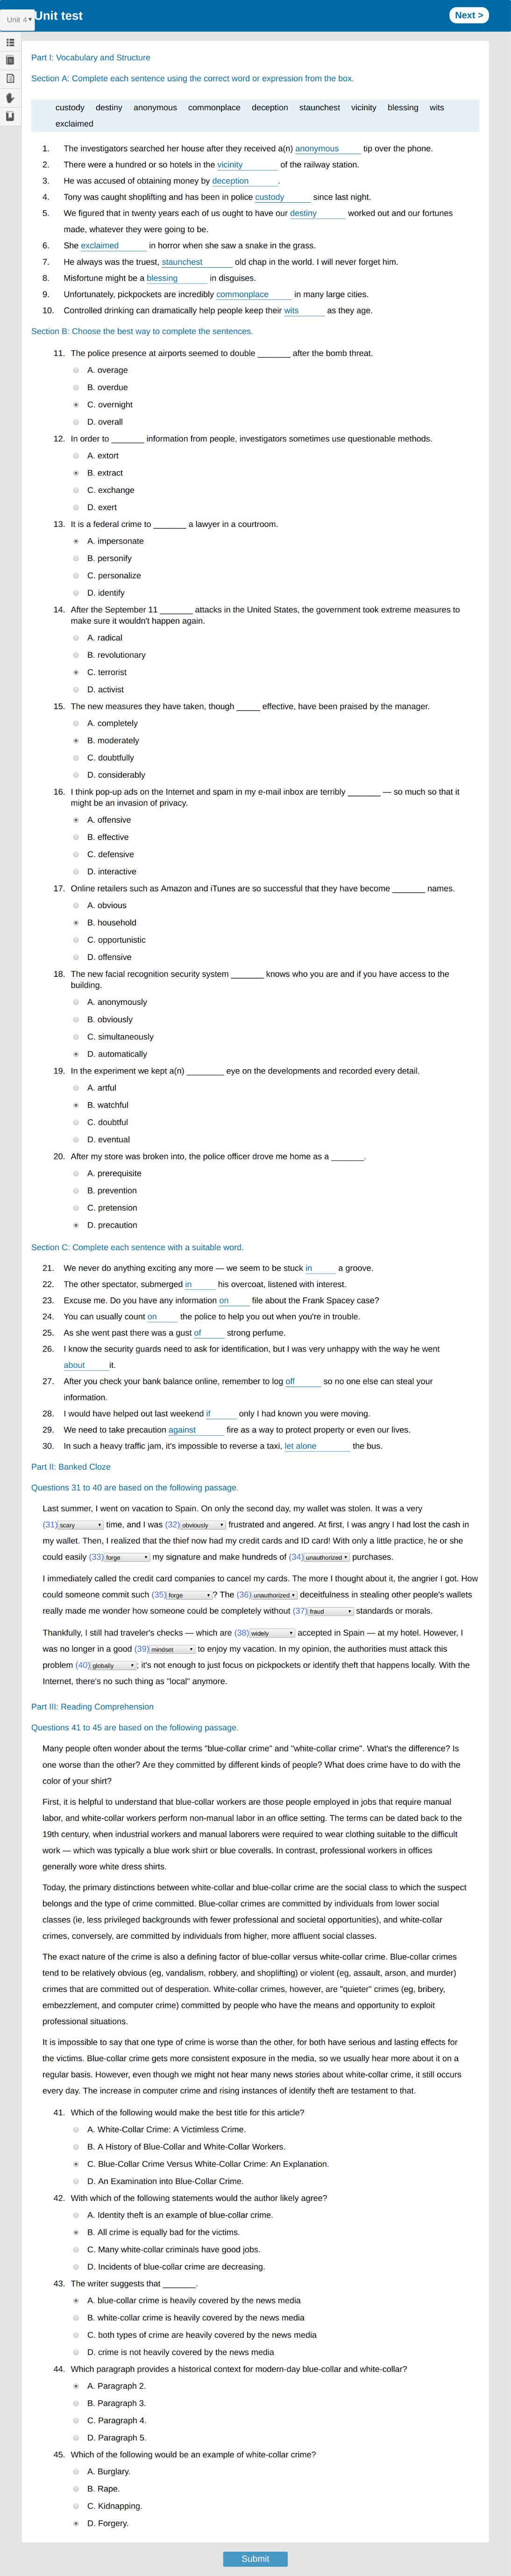 Unit 4
Unit test
Next >
Part I: Vocabulary and Structure
Section A: Complete each sentence using the correct word or expression from the box.
custody destiny anonymous commonplace deception staunchest vicinity blessing wits
exclaimed
1. The investigators searched her house after they received a(n) anonymous tip over the phone.
2. There were a hundred or so hotels in the vicinity of the railway station.
3. He was accused of obtaining money by deception .
4. Tony was caught shoplifting and has been in police custody since last night.
5. We figured that in twenty years each of us ought to have our destiny worked out and our fortunes
made, whatever they were going to be.
6. She exclaimed in horror when she saw a snake in the grass.
7. He always was the truest, staunchest old chap in the world. I will never forget him.
8. Misfortune might be a blessing in disguises.
9. Unfortunately, pickpockets are incredibly commonplace in many large cities.
10. Controlled drinking can dramatically help people keep their wits as they age.
Section B: Choose the best way to complete the sentences.
11. The police presence at airports seemed to double _______ after the bomb threat.
A. overage
B. overdue
C. overnight
D. overall
12. In order to _______ information from people, investigators sometimes use questionable methods.
A. extort
B. extract
C. exchange
D. exert
13. It is a federal crime to _______ a lawyer in a courtroom.
A. impersonate
B. personify
C. personalize
D. identify
14. After the September 11 _______ attacks in the United States, the government took extreme measures to
make sure it wouldn't happen again.
A. radical
B. revolutionary
C. terrorist
D. activist
15. The new measures they have taken, though _____ effective, have been praised by the manager.
A. completely
B. moderately
C. doubtfully
D. considerably
16. I think pop-up ads on the Internet and spam in my e-mail inbox are terribly _______ — so much so that it
might be an invasion of privacy.
A. offensive
B. effective
C. defensive
D. interactive
17. Online retailers such as Amazon and iTunes are so successful that they have become _______ names.
A. obvious
B. household
C. opportunistic
D. offensive
18. The new facial recognition security system _______ knows who you are and if you have access to the
building.
A. anonymously
B. obviously
C. simultaneously
D. automatically
19. In the experiment we kept a(n) ________ eye on the developments and recorded every detail.
A. artful
B. watchful
C. doubtful
D. eventual
20. After my store was broken into, the police officer drove me home as a _______.
A. prerequisite
B. prevention
C. pretension
D. precaution
Section C: Complete each sentence with a suitable word.
21. We never do anything exciting any more — we seem to be stuck in a groove.
22. The other spectator, submerged in his overcoat, listened with interest.
23. Excuse me. Do you have any information on file about the Frank Spacey case?
24. You can usually count on the police to help you out when you're in trouble.
25. As she went past there was a gust of strong perfume.
26. I know the security guards need to ask for identification, but I was very unhappy with the way he went
about it.
27. After you check your bank balance online, remember to log off so no one else can steal your
information.
28. I would have helped out last weekend if only I had known you were moving.
29. We need to take precaution against fire as a way to protect property or even our lives.
30. In such a heavy traffic jam, it's impossible to reverse a taxi, let alone the bus.
Part II: Banked Cloze
Questions 31 to 40 are based on the following passage.
Last summer, I went on vacation to Spain. On only the second day, my wallet was stolen. It was a very
(31) scary time, and I was (32) obviously frustrated and angered. At first, I was angry I had lost the cash in
my wallet. Then, I realized that the thief now had my credit cards and ID card! With only a little practice, he or she
could easily (33) forge my signature and make hundreds of (34) unauthorized purchases.
I immediately called the credit card companies to cancel my cards. The more I thought about it, the angrier I got. How
could someone commit such (35) forge ? The (36) unauthorized deceitfulness in stealing other people's wallets
really made me wonder how someone could be completely without (37) fraud standards or morals.
Thankfully, I still had traveler's checks — which are (38) widely accepted in Spain — at my hotel. However, I
was no longer in a good (39) mindset to enjoy my vacation. In my opinion, the authorities must attack this
problem (40) globally ; it's not enough to just focus on pickpockets or identify theft that happens locally. With the
Internet, there's no such thing as "local" anymore.
Part III: Reading Comprehension
Questions 41 to 45 are based on the following passage.
Many people often wonder about the terms "blue-collar crime" and "white-collar crime". What's the difference? Is
one worse than the other? Are they committed by different kinds of people? What does crime have to do with the
color of your shirt?
First, it is helpful to understand that blue-collar workers are those people employed in jobs that require manual
labor, and white-collar workers perform non-manual labor in an office setting. The terms can be dated back to the
19th century, when industrial workers and manual laborers were required to wear clothing suitable to the difficult
work — which was typically a blue work shirt or blue coveralls. In contrast, professional workers in offices
generally wore white dress shirts.
Today, the primary distinctions between white-collar and blue-collar crime are the social class to which the suspect
belongs and the type of crime committed. Blue-collar crimes are committed by individuals from lower social
classes (ie, less privileged backgrounds with fewer professional and societal opportunities), and white-collar
crimes, conversely, are committed by individuals from higher, more affluent social classes.
The exact nature of the crime is also a defining factor of blue-collar versus white-collar crime. Blue-collar crimes
tend to be relatively obvious (eg, vandalism, robbery, and shoplifting) or violent (eg, assault, arson, and murder)
crimes that are committed out of desperation. White-collar crimes, however, are "quieter" crimes (eg, bribery,
embezzlement, and computer crime) committed by people who have the means and opportunity to exploit
professional situations.
It is impossible to say that one type of crime is worse than the other, for both have serious and lasting effects for
the victims. Blue-collar crime gets more consistent exposure in the media, so we usually hear more about it on a
regular basis. However, even though we might not hear many news stories about white-collar crime, it still occurs
every day. The increase in computer crime and rising instances of identify theft are testament to that.
41. Which of the following would make the best title for this article?
A. White-Collar Crime: A Victimless Crime.
B. A History of Blue-Collar and White-Collar Workers.
C. Blue-Collar Crime Versus White-Collar Crime: An Explanation.
D. An Examination into Blue-Collar Crime.
42. With which of the following statements would the author likely agree?
A. Identity theft is an example of blue-collar crime.
B. All crime is equally bad for the victims.
C. Many white-collar criminals have good jobs.
D. Incidents of blue-collar crime are decreasing.
43. The writer suggests that _______.
A. blue-collar crime is heavily covered by the news media
B. white-collar crime is heavily covered by the news media
C. both types of crime are heavily covered by the news media
D. crime is not heavily covered by the news media
44. Which paragraph provides a historical context for modern-day blue-collar and white-collar?
A. Paragraph 2.
B. Paragraph 3.
C. Paragraph 4.
D. Paragraph 5.
45. Which of the following would be an example of white-collar crime?
A. Burglary.
B. Rape.
C. Kidnapping.
D. Forgery.
Submit